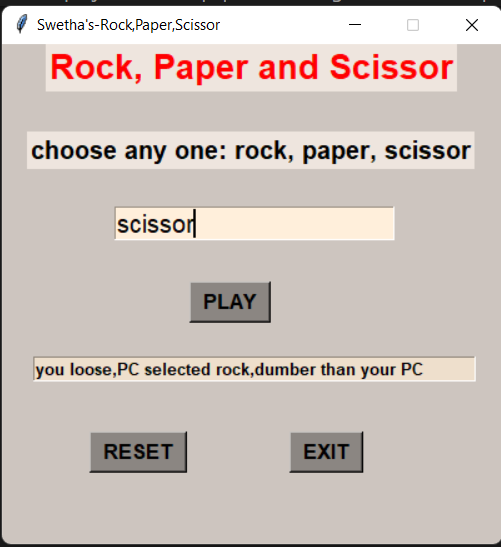 Swetha's-Rock,Paper,Scissor
Rock, Paper and Scissor
choose any one: rock, paper, scissor
scissor
PLAY
you loose,PC selected rock,dumber than your PC
RESET EXIT